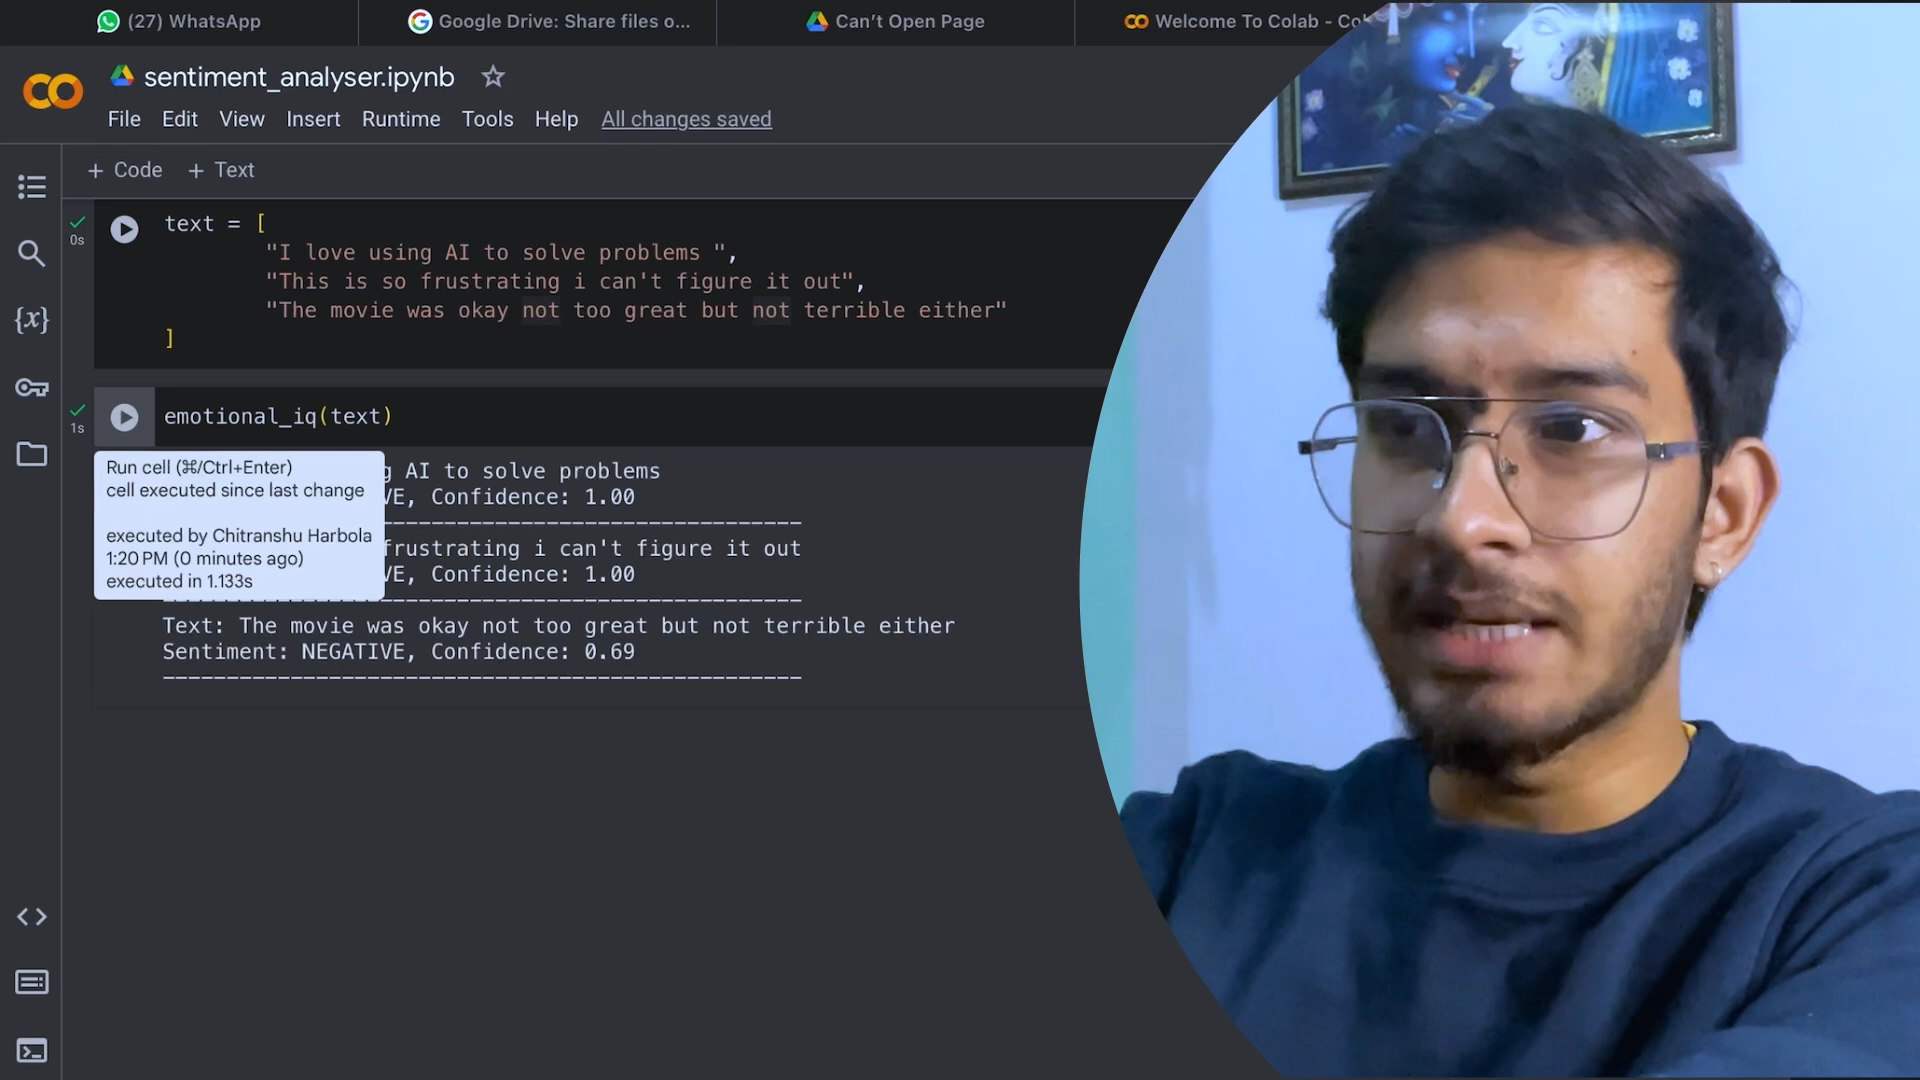 (27) WhatsApp
Google Drive: Share files o...
Can't Open Page
Welcome To Colab - Col
sentiment_analyser.ipynb
File Edit View Insert Runtime Tools Help All changes saved
+ Code + Text
0s
text = [
"I love using AI to solve problems ",
"This is so frustrating i can't figure it out",
"The movie was okay not too great but not terrible either"
]
1s
emotional_iq(text)
Run cell (⌘/Ctrl+Enter)
cell executed since last change
executed by Chitranshu Harbola
1:20 PM (0 minutes ago)
executed in 1.133s
g AI to solve problems
VE, Confidence: 1.00
--------------------------------------------------
frustrating i can't figure it out
VE, Confidence: 1.00
--------------------------------------------------
Text: The movie was okay not too great but not terrible either
Sentiment: NEGATIVE, Confidence: 0.69
--------------------------------------------------